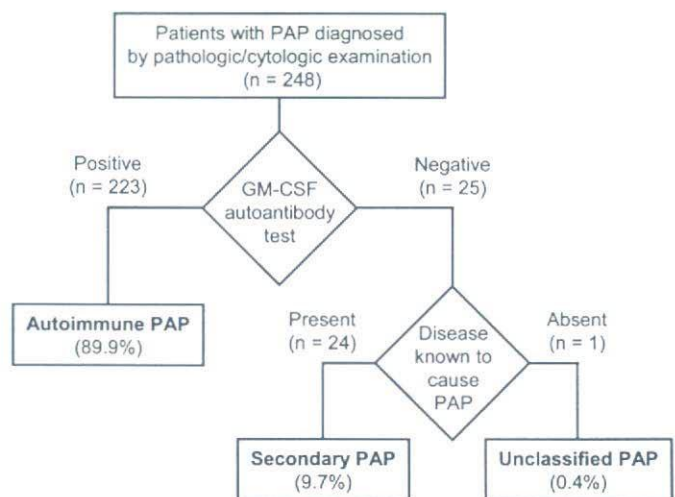 Patients with PAP diagnosed
by pathologic/cytologic examination
(n = 248)
Positive
(n = 223)
GM-CSF
autoantibody
test
Negative
(n = 25)
Autoimmune PAP
(89.9%)
Present
(n = 24)
Disease
known to
cause
PAP
Absent
(n = 1)
Secondary PAP
(9.7%)
Unclassified PAP
(0.4%)